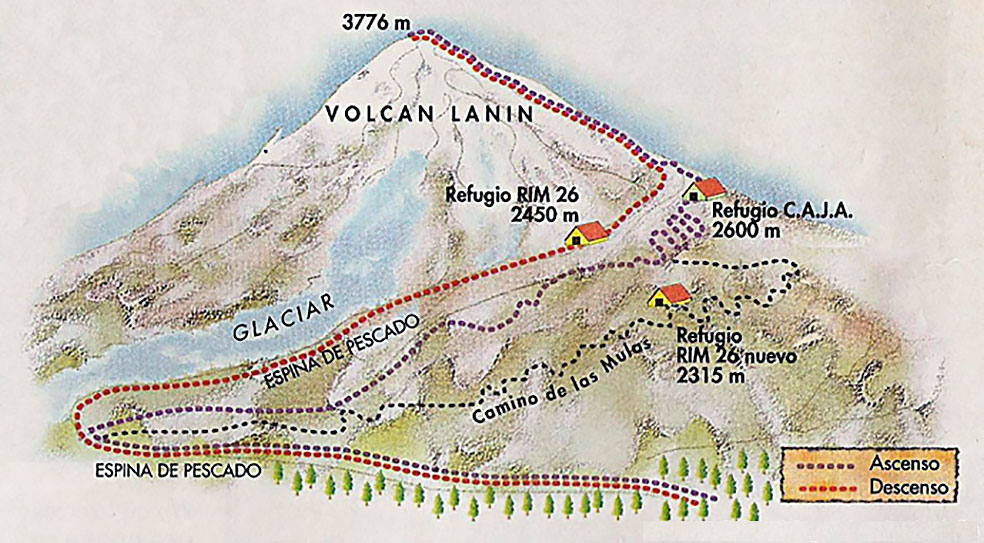 3776 m
VOLCAN LANIN
Refugio RIM 26
2450 m
Refugio C.A.J.A.
2600 m
GLACIAR
ESPINA DE PESCADO
Refugio
RIM 26 nuevo
2315 m
Camino de las Mulas
ESPINA DE PESCADO
Ascenso
Descenso